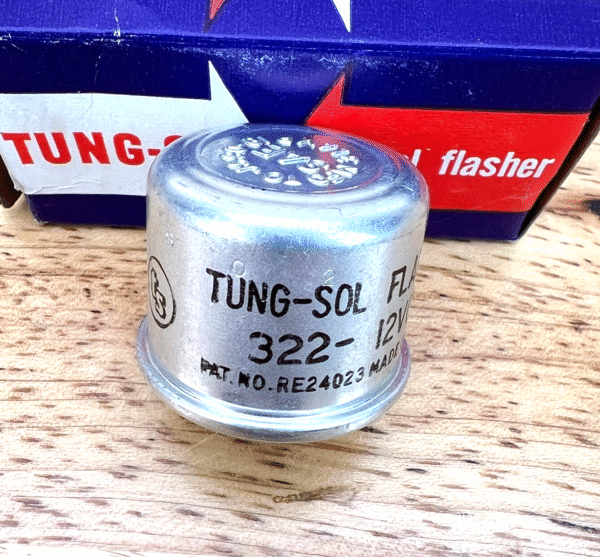 TUNG-
flasher
TUNG-SOL FLA
322- 12V
PAT. NO. RE24023 MADE